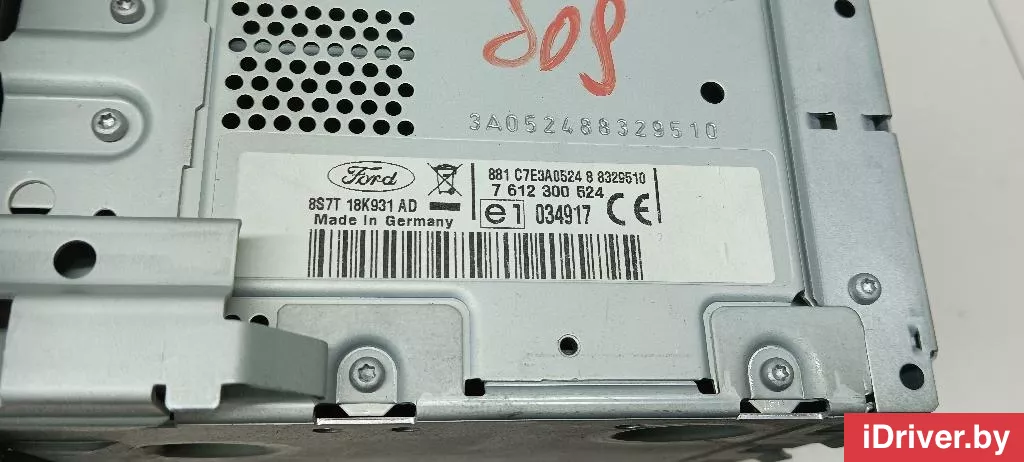 809
3A052488329510
Ford
8S7T 18K931 AD
Made In Germany
881 C7E3A0524 8 8329510
7 612 300 524
e1 034917 CE
iDriver.by